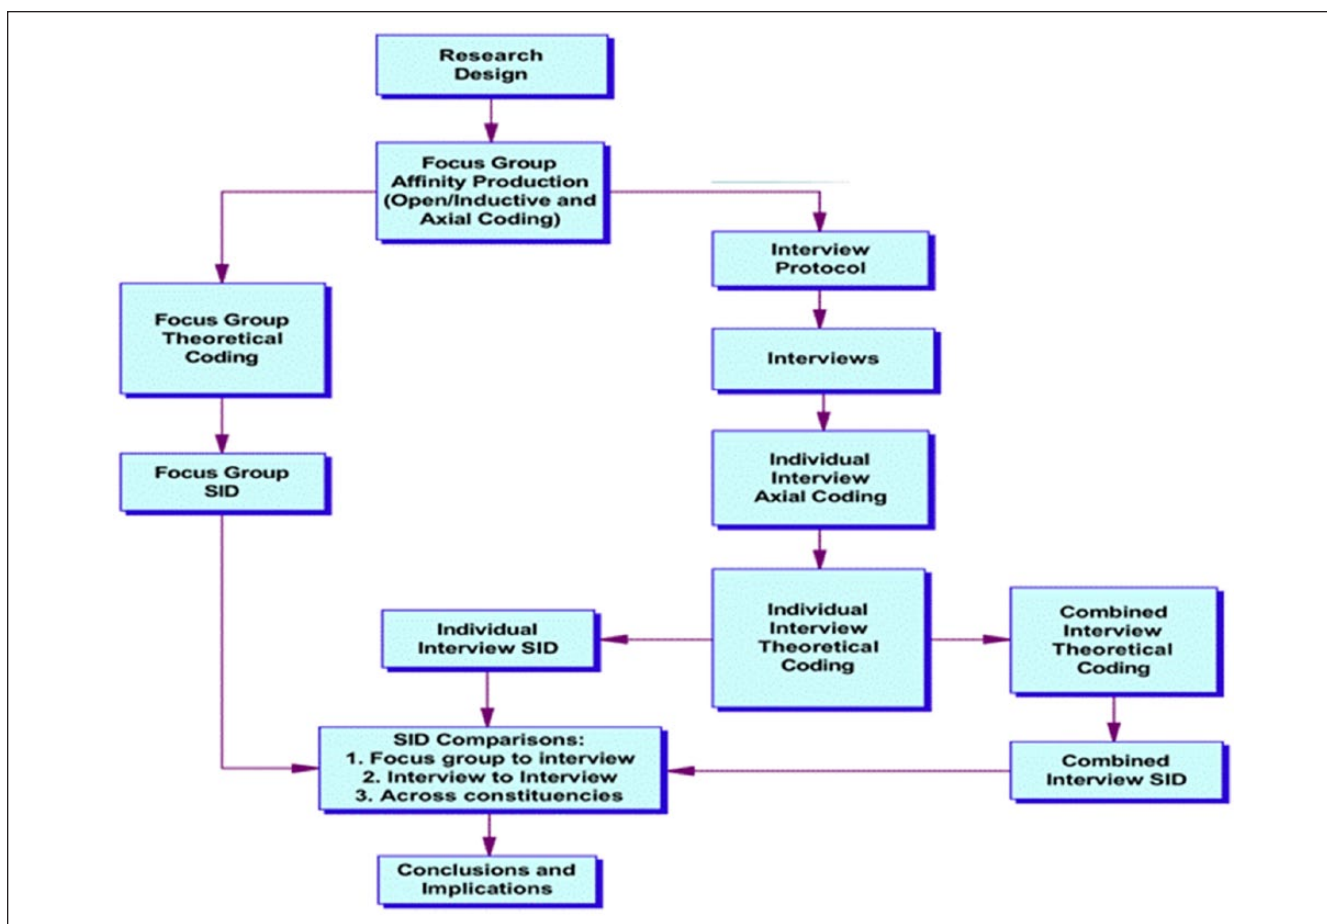 Research
Design
Focus Group
Affinity Production
(Open/Inductive and
Axial Coding)
Interview
Protocol
Focus Group
Theoretical
Coding
Interviews
Individual
Interview
Axial Coding
Focus Group
SID
Individual
Interview
Theoretical
Coding
Combined
Interview
Theoretical
Coding
Individual
Interview SID
SID Comparisons:
1. Focus group to interview
2. Interview to Interview
3. Across constituencies
Combined
Interview SID
Conclusions and
Implications